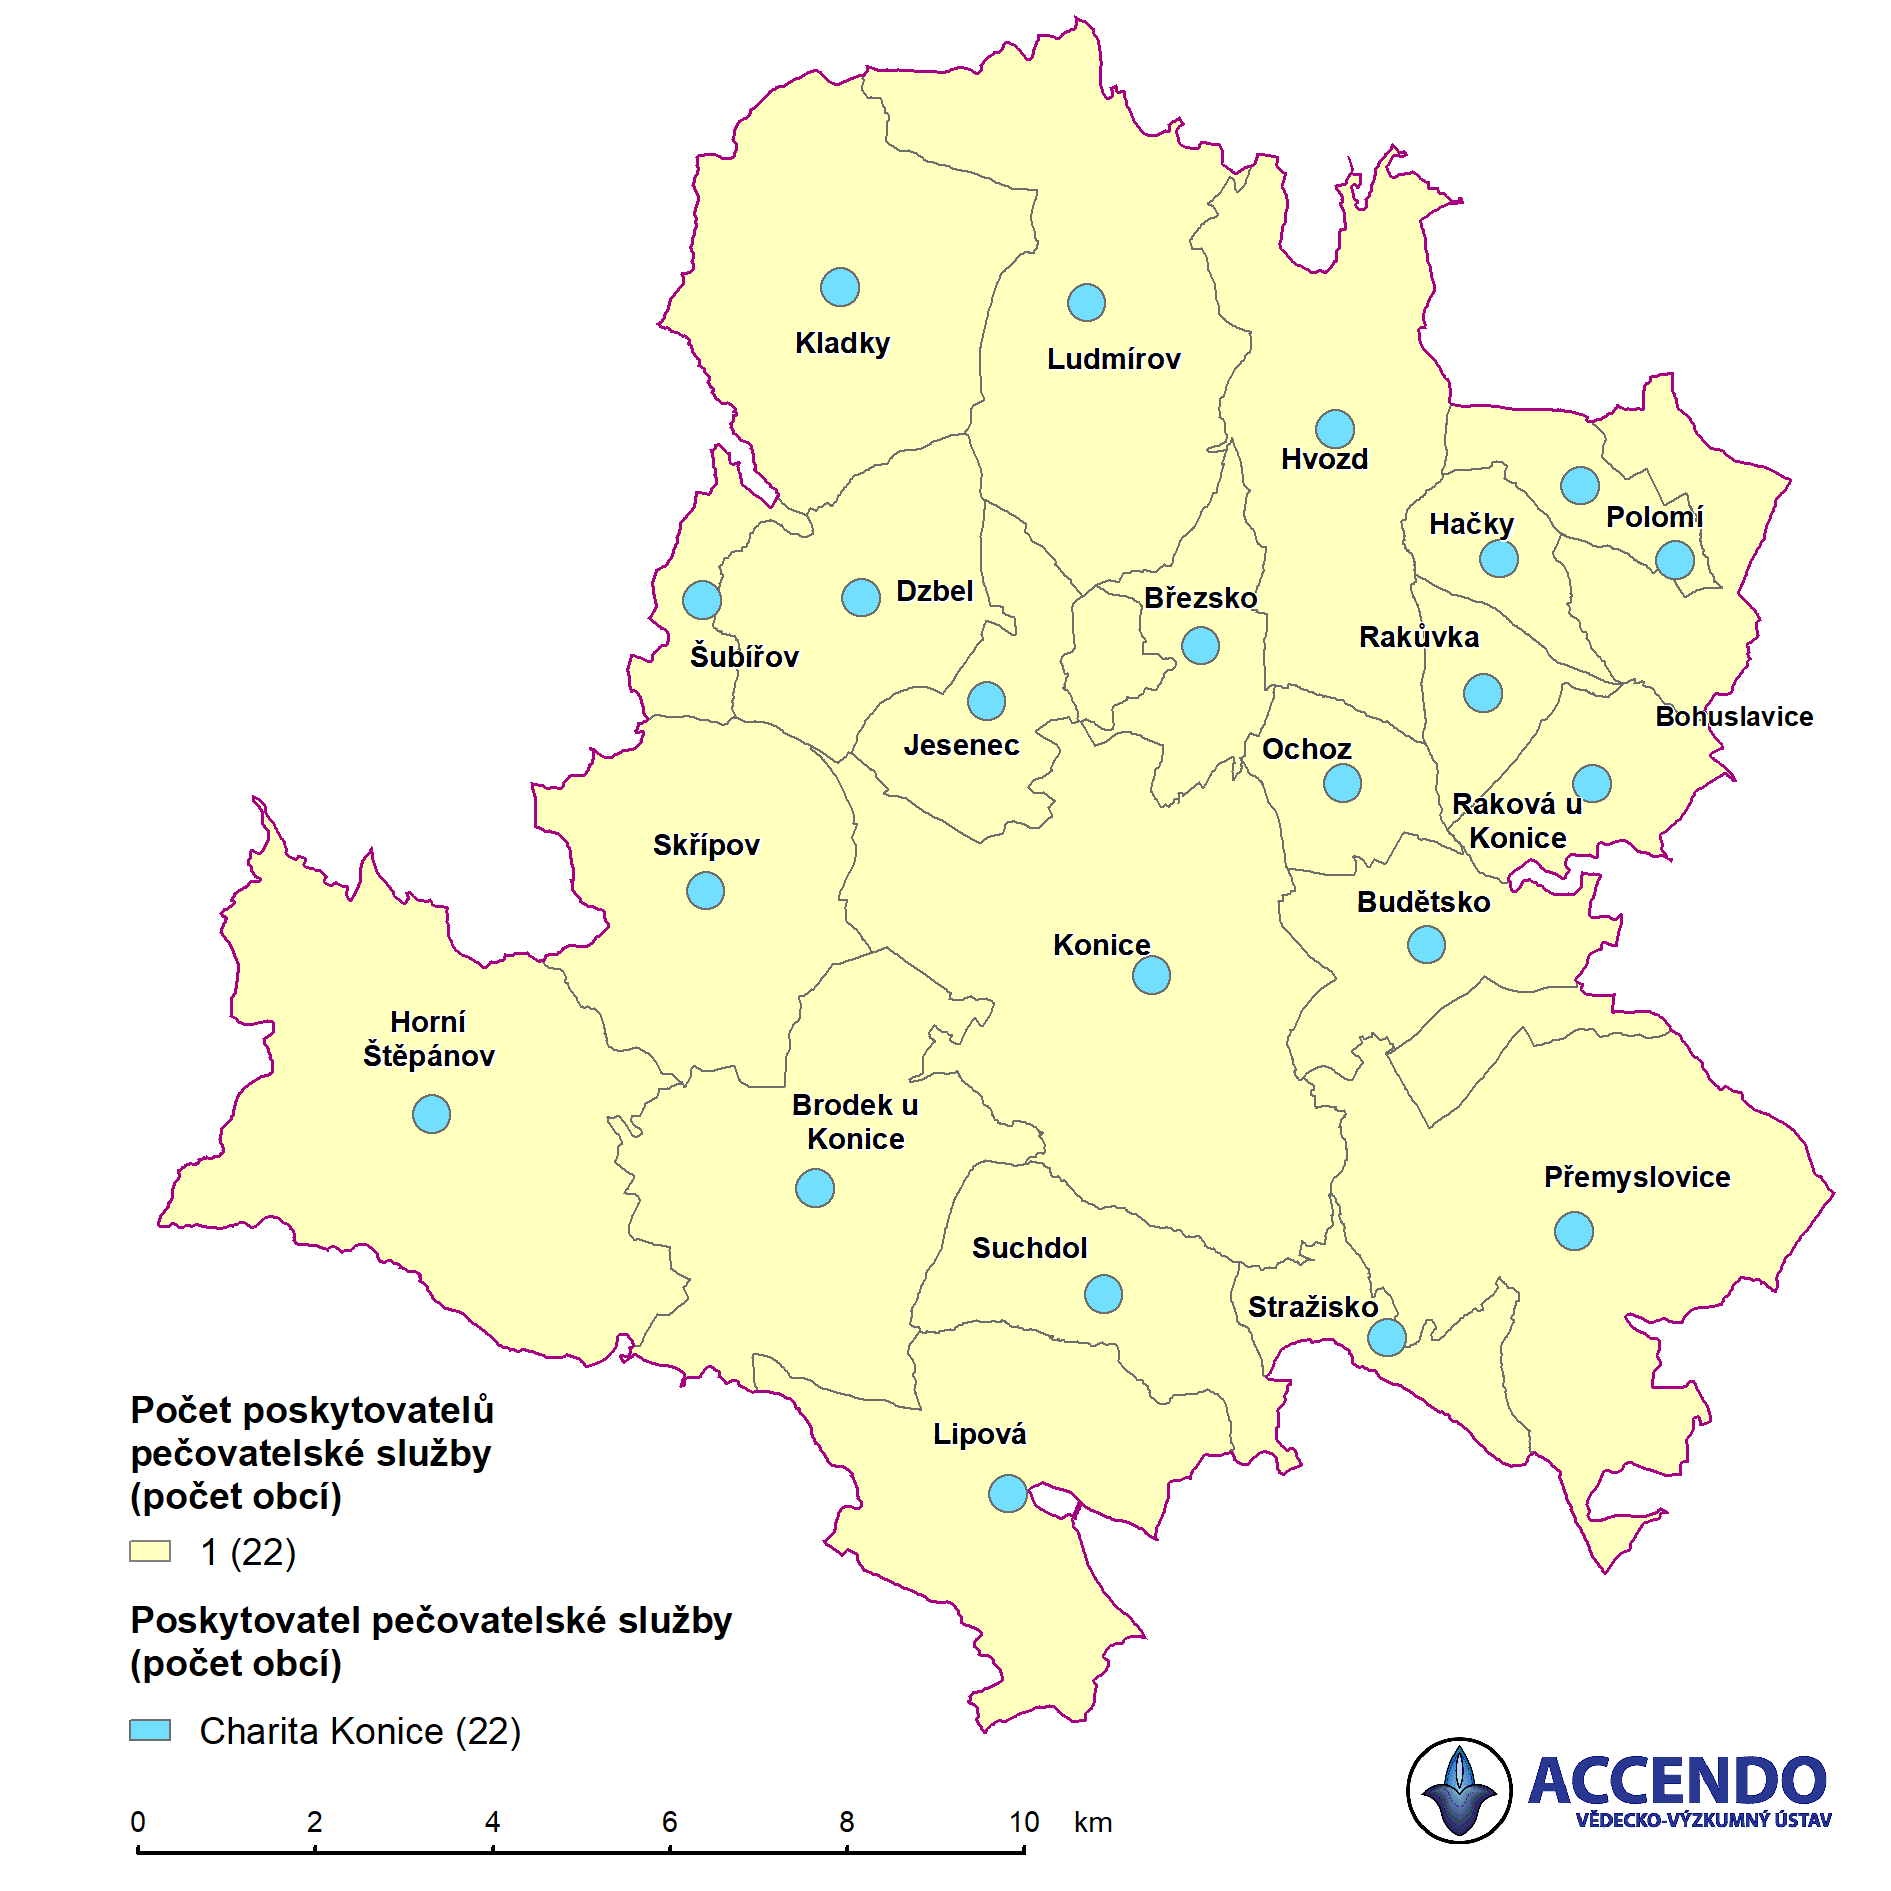 Kladky
Ludmírov
Hvozd
Polomí
Hačky
Dzbel
Březsko
Rakůvka
Šubířov
Bohuslavice
Jesenec
Ochoz
Raková u
Konice
Skřípov
Budětsko
Konice
Horní
Štěpánov
Brodek u
Konice
Přemyslovice
Suchdol
Stražisko
Lipová
Počet poskytovatelů
pečovatelské služby
(počet obcí)
1 (22)
Poskytovatel pečovatelské služby
(počet obcí)
Charita Konice (22)
0 2 4 6 8 10 km
ACCENDO
VĚDECKO-VÝZKUMNÝ ÚSTAV